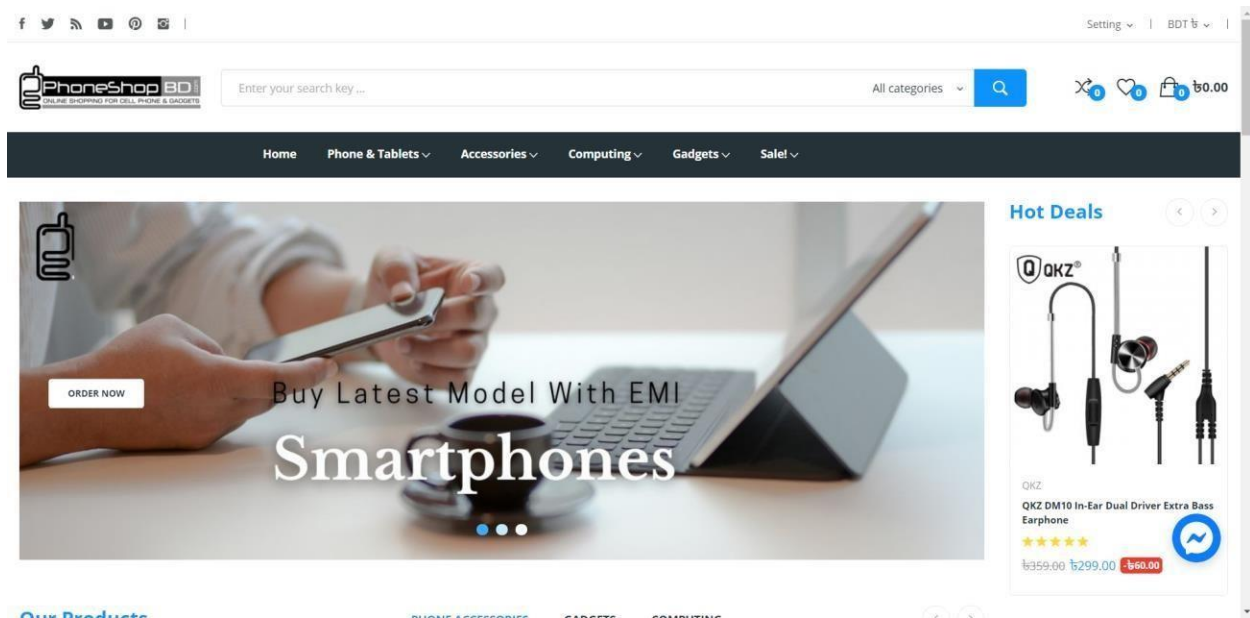 Setting
BDT ৳
PhoneShop BD
ONLINE SHOPPING FOR CELL PHONE & GADGETS
Enter your search key ...
All categories
0
0
0
৳0.00
Home
Phone & Tablets
Accessories
Computing
Gadgets
Sale!
ORDER NOW
Buy Latest Model With EMI
Smartphones
Hot Deals
QKZ®
QKZ
QKZ DM10 In-Ear Dual Driver Extra Bass
Earphone
৳359.00 ৳299.00 -৳60.00
Our Products
PHONE ACCESSORIES
GADGETS
COMPUTING